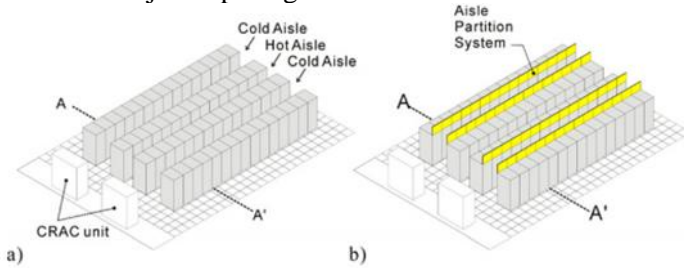 Cold Aisle
Hot Aisle
Cold Aisle
A
A'
CRAC unit
a)
Aisle
Partition
System
A
A'
b)